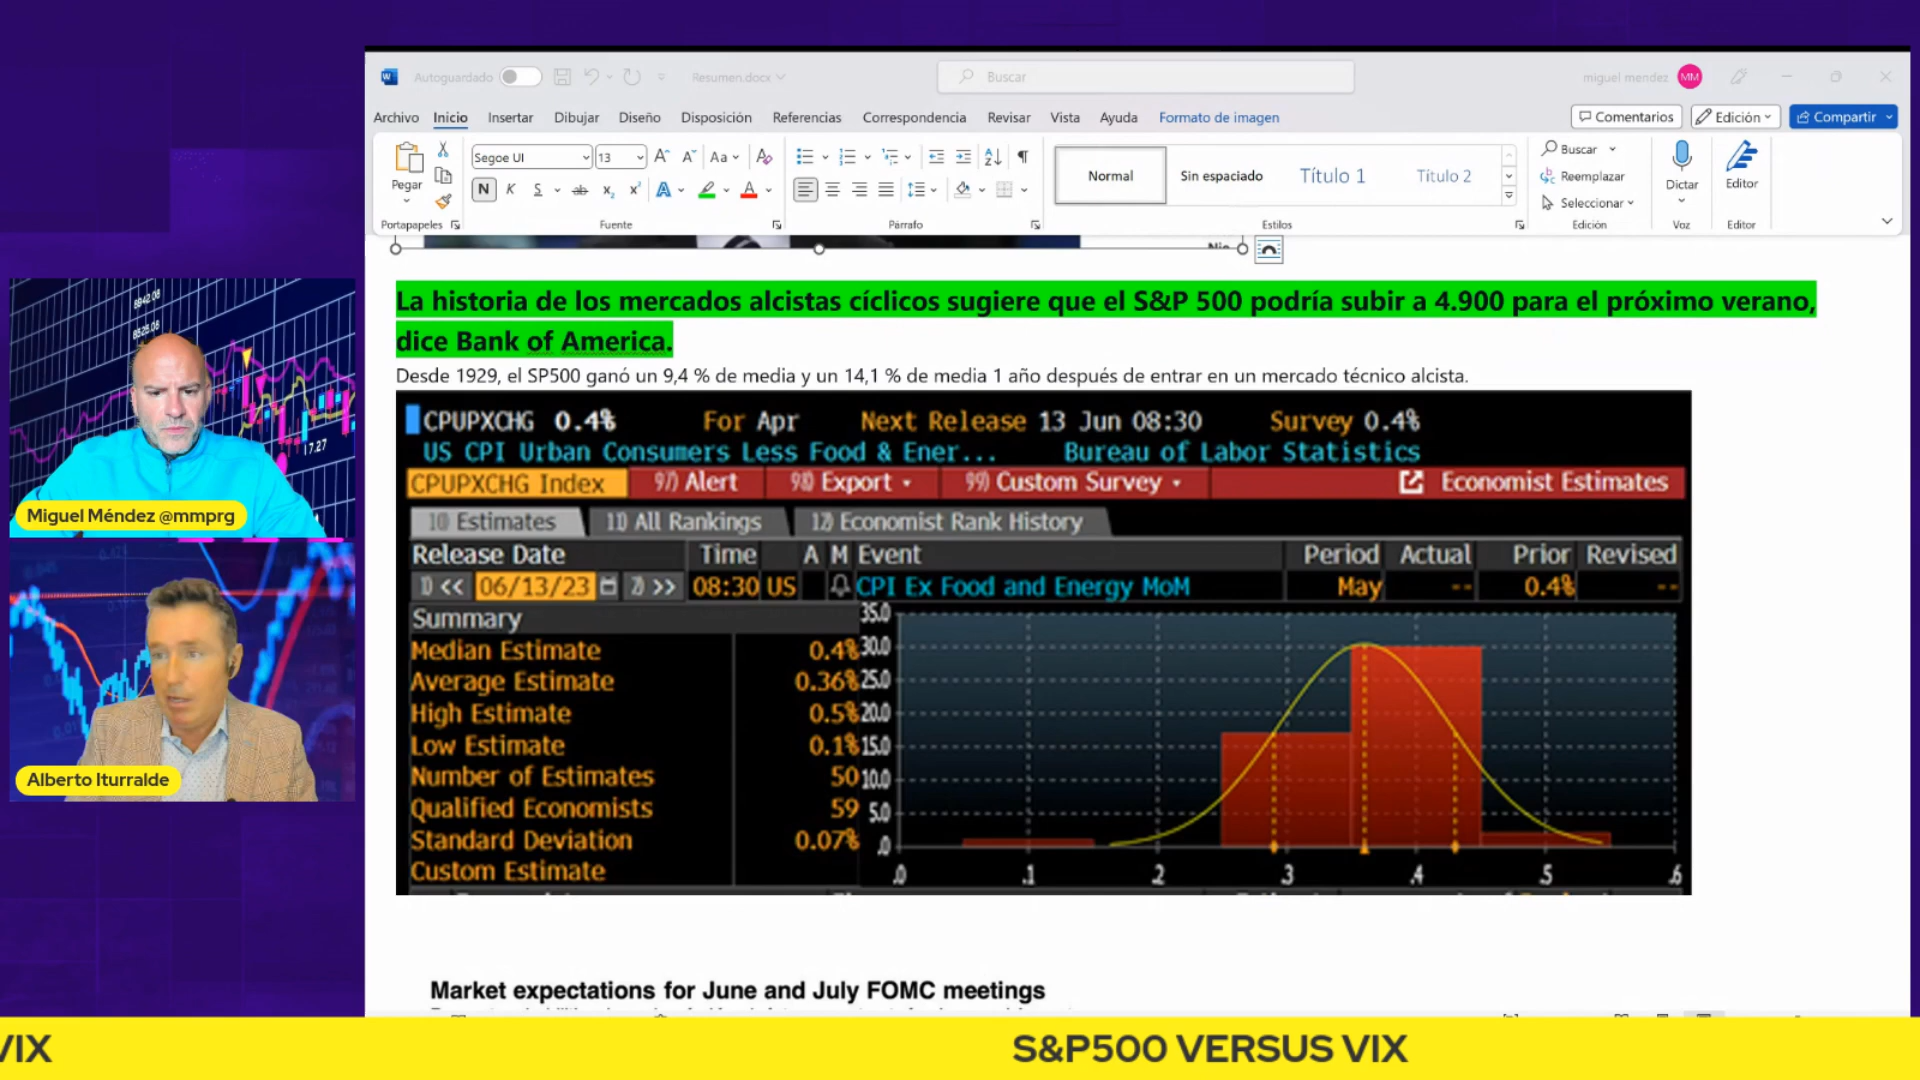 Autoguardado
Resumen.docx
Buscar
miguel mendez MM
Archivo Inicio Insertar Dibujar Diseño Disposición Referencias Correspondencia Revisar Vista Ayuda Formato de imagen
Comentarios Edición Compartir
Pegar
Portapapeles
Segoe UI 13
Aa
N K S ab x₂ x² A A
Fuente
Párrafo
Normal Sin espaciado Título 1 Título 2
Estilos
Buscar
Reemplazar
Seleccionar
Edición
Dictar
Voz
Editor
Editor
La historia de los mercados alcistas cíclicos sugiere que el S&P 500 podría subir a 4.900 para el próximo verano,
dice Bank of America.
Desde 1929, el SP500 ganó un 9,4 % de media y un 14,1 % de media 1 año después de entrar en un mercado técnico alcista.
CPUPXCHG 0.4% For Apr Next Release 13 Jun 08:30 Survey 0.4%
US CPI Urban Consumers Less Food & Ener... Bureau of Labor Statistics
CPUPXCHG Index 97) Alert 98) Export 99) Custom Survey Economist Estimates
10) Estimates 11) All Rankings 12) Economist Rank History
Release Date Time A M Event Period Actual Prior Revised
1) << 06/13/23 2) >> 08:30 US CPI Ex Food and Energy MoM May -- 0.4% --
Summary
Median Estimate 0.4%
Average Estimate 0.36%
High Estimate 0.5%
Low Estimate 0.1%
Number of Estimates 50
Qualified Economists 59
Standard Deviation 0.07%
Custom Estimate
35.0
30.0
25.0
20.0
15.0
10.0
5.0
.0
.0 .1 .2 .3 .4 .5 .6
Market expectations for June and July FOMC meetings
8942.08
8525.08
17.27
Miguel Méndez @mmprg
Alberto Iturralde
VIX
S&P500 VERSUS VIX